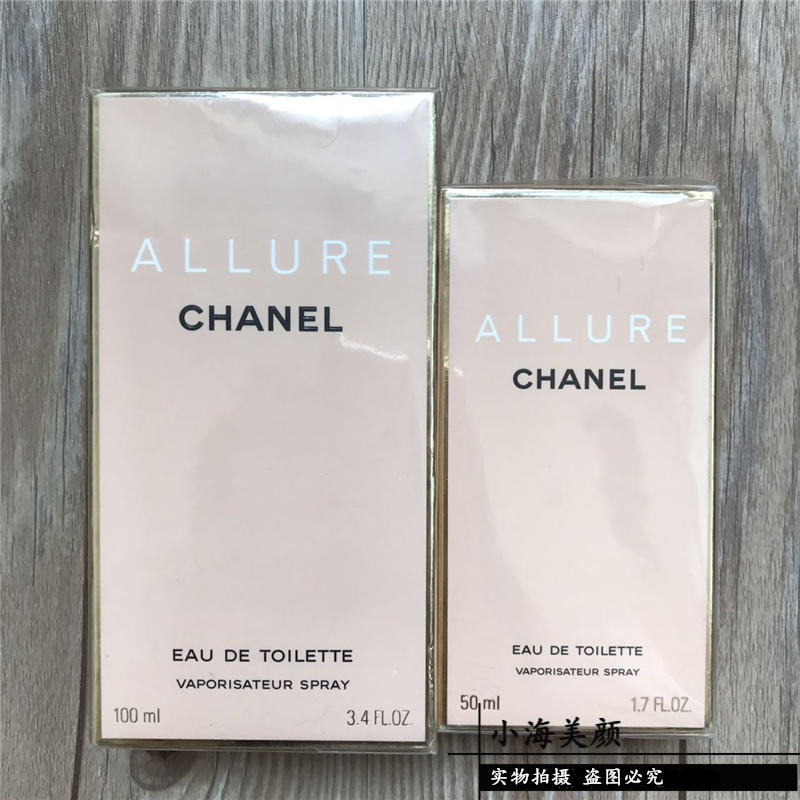 ALLURE
CHANEL
EAU DE TOILETTE
VAPORISATEUR SPRAY
100 ml 3.4 FL.OZ.
ALLURE
CHANEL
EAU DE TOILETTE
VAPORISATEUR SPRAY
50 ml 1.7 FL.OZ.
小海美颜
实物拍摄 盗图必究